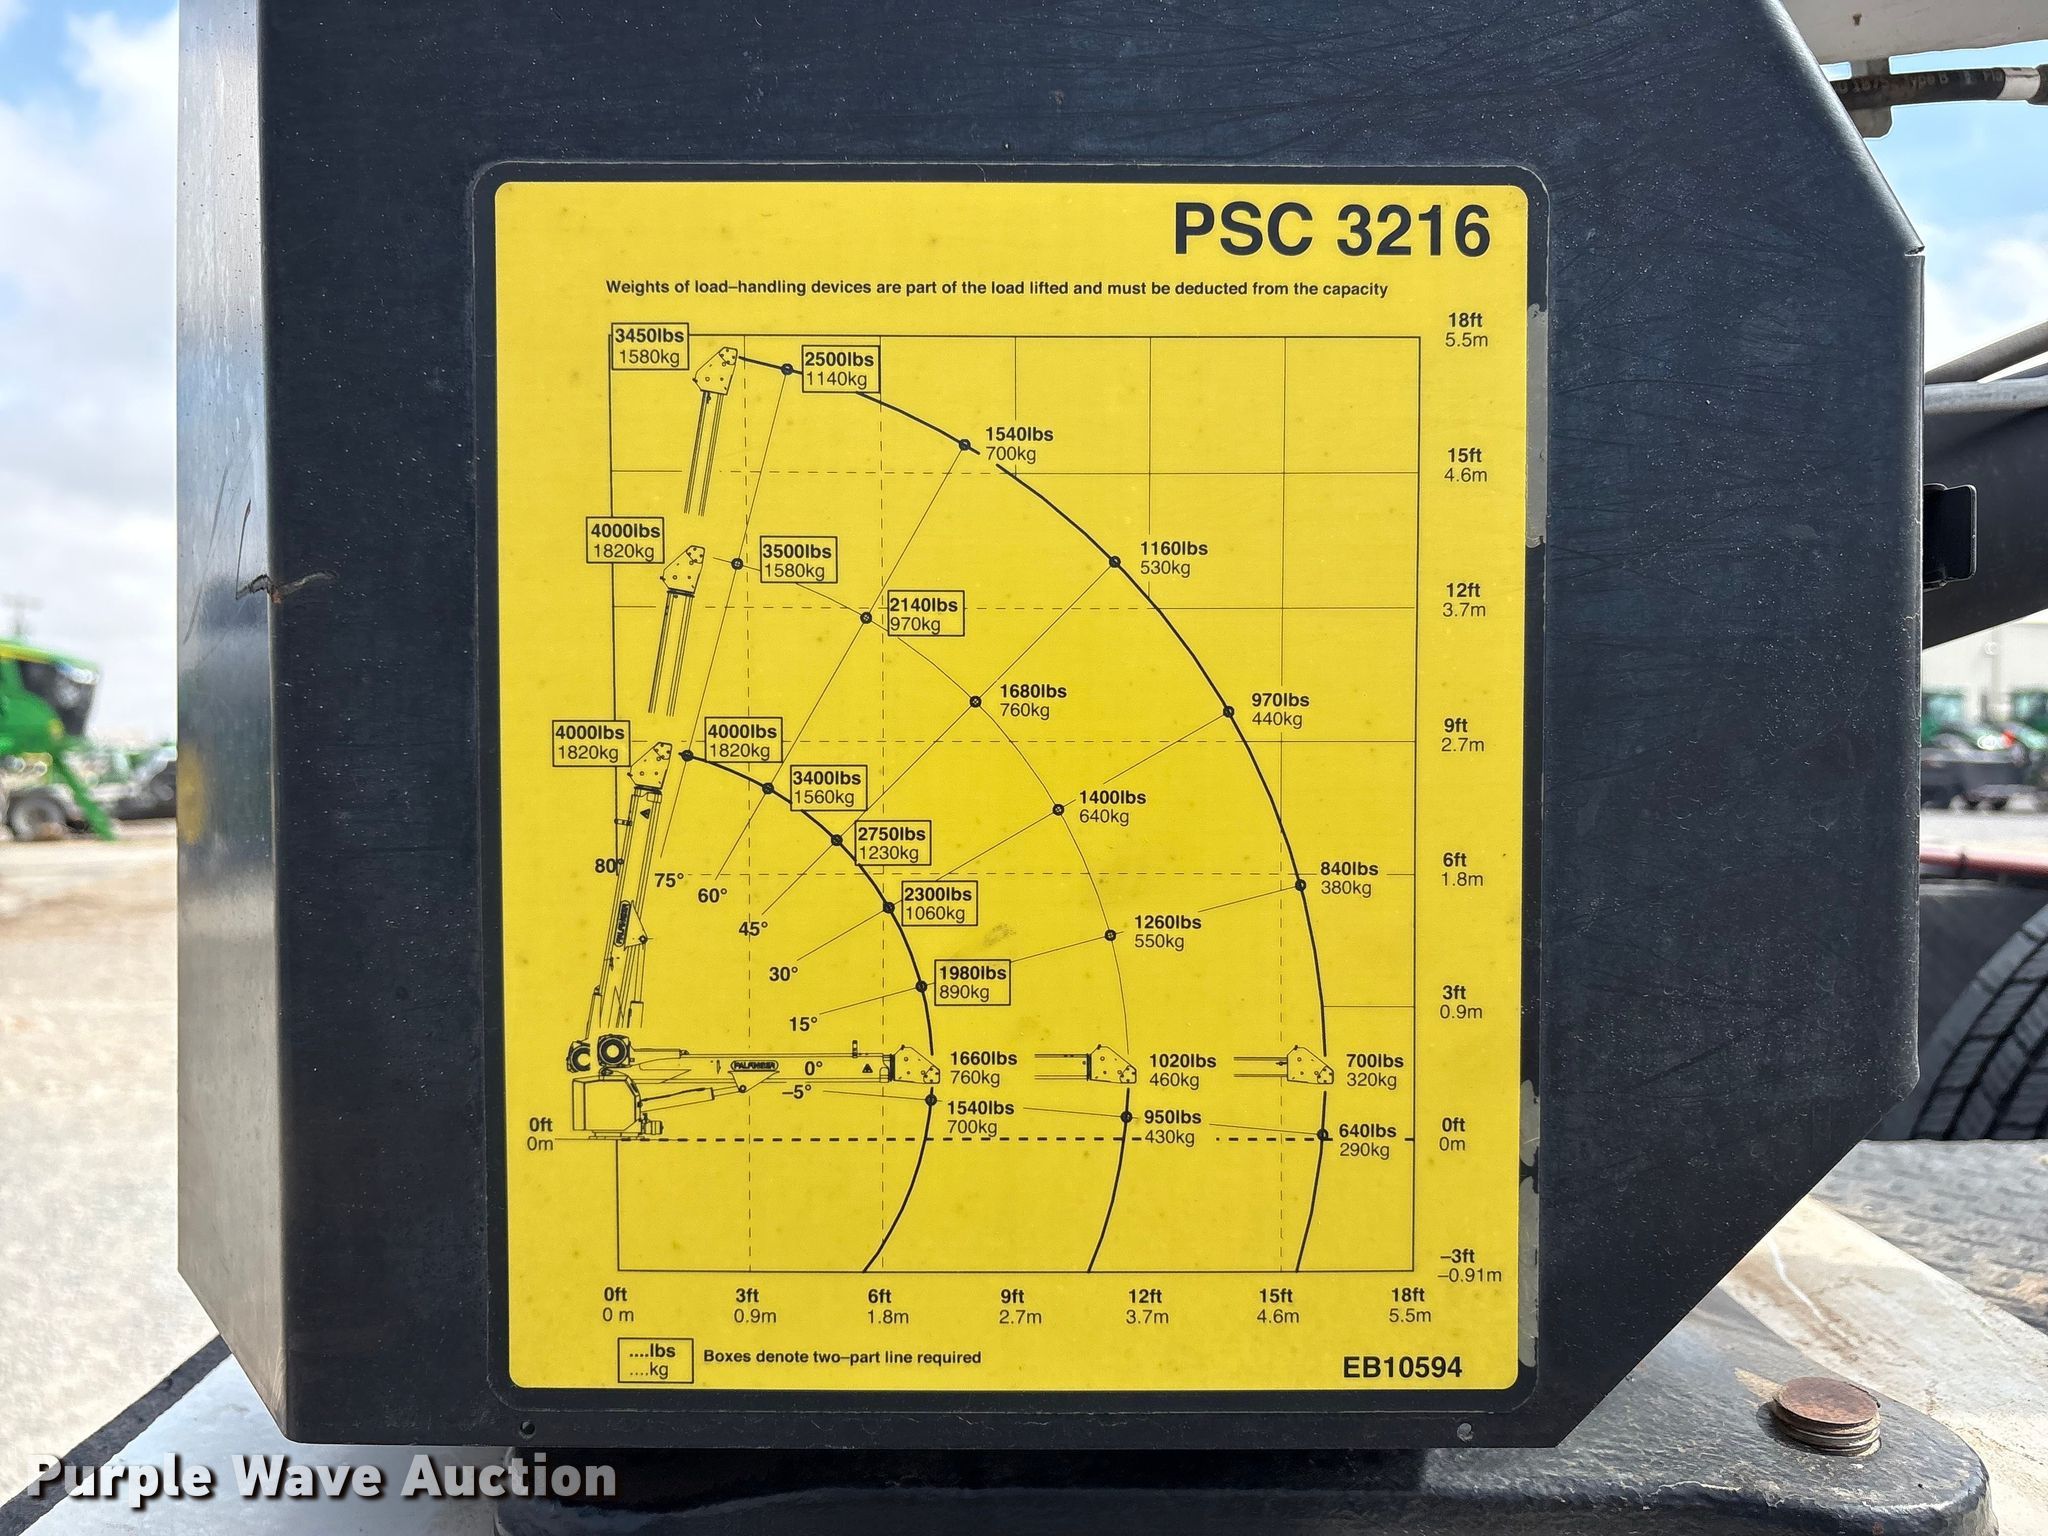 PSC 3216
Weights of load–handling devices are part of the load lifted and must be deducted from the capacity
18ft
5.5m
3450lbs
1580kg
2500lbs
1140kg
1540lbs
700kg
15ft
4.6m
4000lbs
1820kg
3500lbs
1580kg
1160lbs
530kg
12ft
3.7m
2140lbs
970kg
1680lbs
760kg
970lbs
440kg
9ft
2.7m
4000lbs
1820kg
4000lbs
1820kg
3400lbs
1560kg
1400lbs
640kg
2750lbs
1230kg
80°
75°
60°
45°
30°
15°
0°
–5°
6ft
1.8m
840lbs
380kg
2300lbs
1060kg
1260lbs
550kg
1980lbs
890kg
3ft
0.9m
PALFINGER
PALFINGER
1660lbs
760kg
1020lbs
460kg
700lbs
320kg
1540lbs
700kg
950lbs
430kg
640lbs
290kg
0ft
0m
0ft
0m
–3ft
–0.91m
0ft
0 m
3ft
0.9m
6ft
1.8m
9ft
2.7m
12ft
3.7m
15ft
4.6m
18ft
5.5m
....lbs
....kg
Boxes denote two–part line required
EB10594
Purple Wave Auction